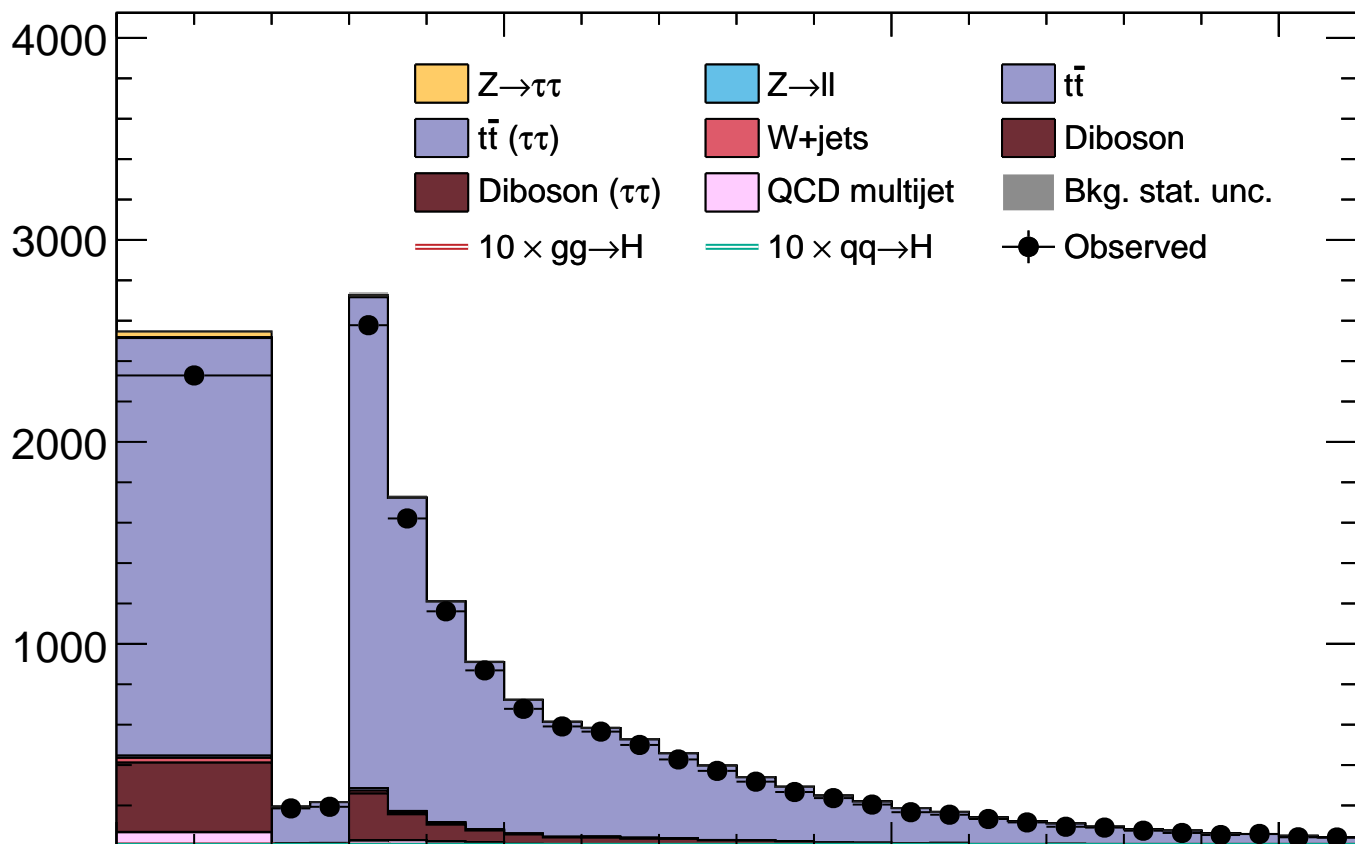 4000
Z→ττ Z→ll tt̄
tt̄ (ττ) W+jets Diboson
Diboson (ττ) QCD multijet Bkg. stat. unc.
3000 10 × gg→H 10 × qq→H Observed
2000
1000